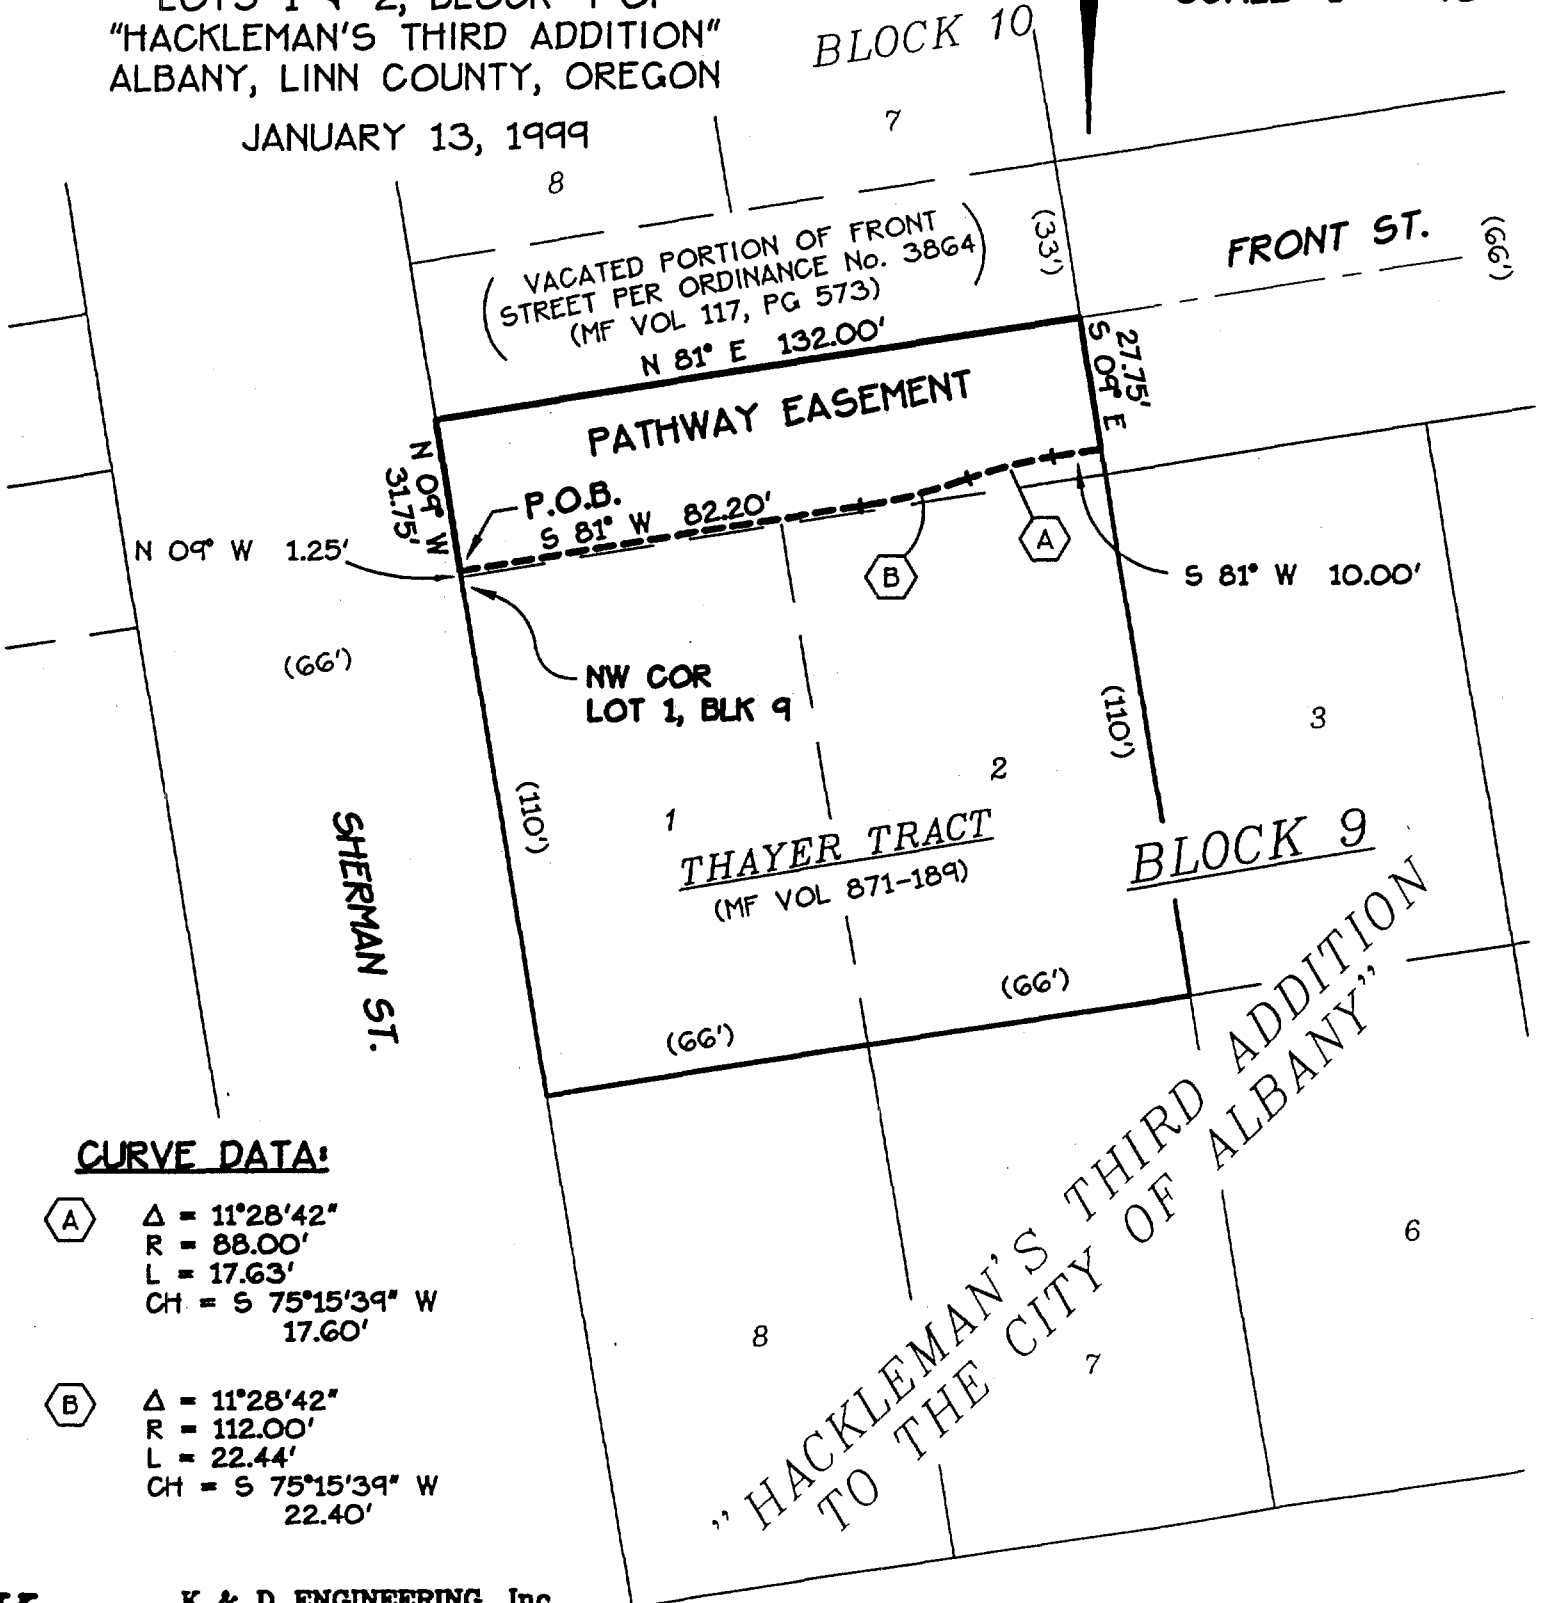 "HACKLEMAN'S THIRD ADDITION"
ALBANY, LINN COUNTY, OREGON
JANUARY 13, 1999
BLOCK 10
7
8
VACATED PORTION OF FRONT
STREET PER ORDINANCE No. 3864
(MF VOL 117, PG 573)
(33')
FRONT ST.
(66')
N 81° E 132.00'
27.75'
S 09° E
PATHWAY EASEMENT
N 09° W
31.75'
P.O.B.
S 81° W 82.20'
N 09° W 1.25'
B
A
S 81° W 10.00'
(66')
NW COR
LOT 1, BLK 9
(110')
3
2
1
(110')
THAYER TRACT
(MF VOL 871-189)
BLOCK 9
SHERMAN ST.
(66')
(66')
"HACKLEMAN'S THIRD ADDITION
TO THE CITY OF ALBANY"
6
8
7
CURVE DATA:
A
Δ = 11°28'42"
R = 88.00'
L = 17.63'
CH = S 75°15'39" W
17.60'
B
Δ = 11°28'42"
R = 112.00'
L = 22.44'
CH = S 75°15'39" W
22.40'
K & D ENGINEERING, Inc.